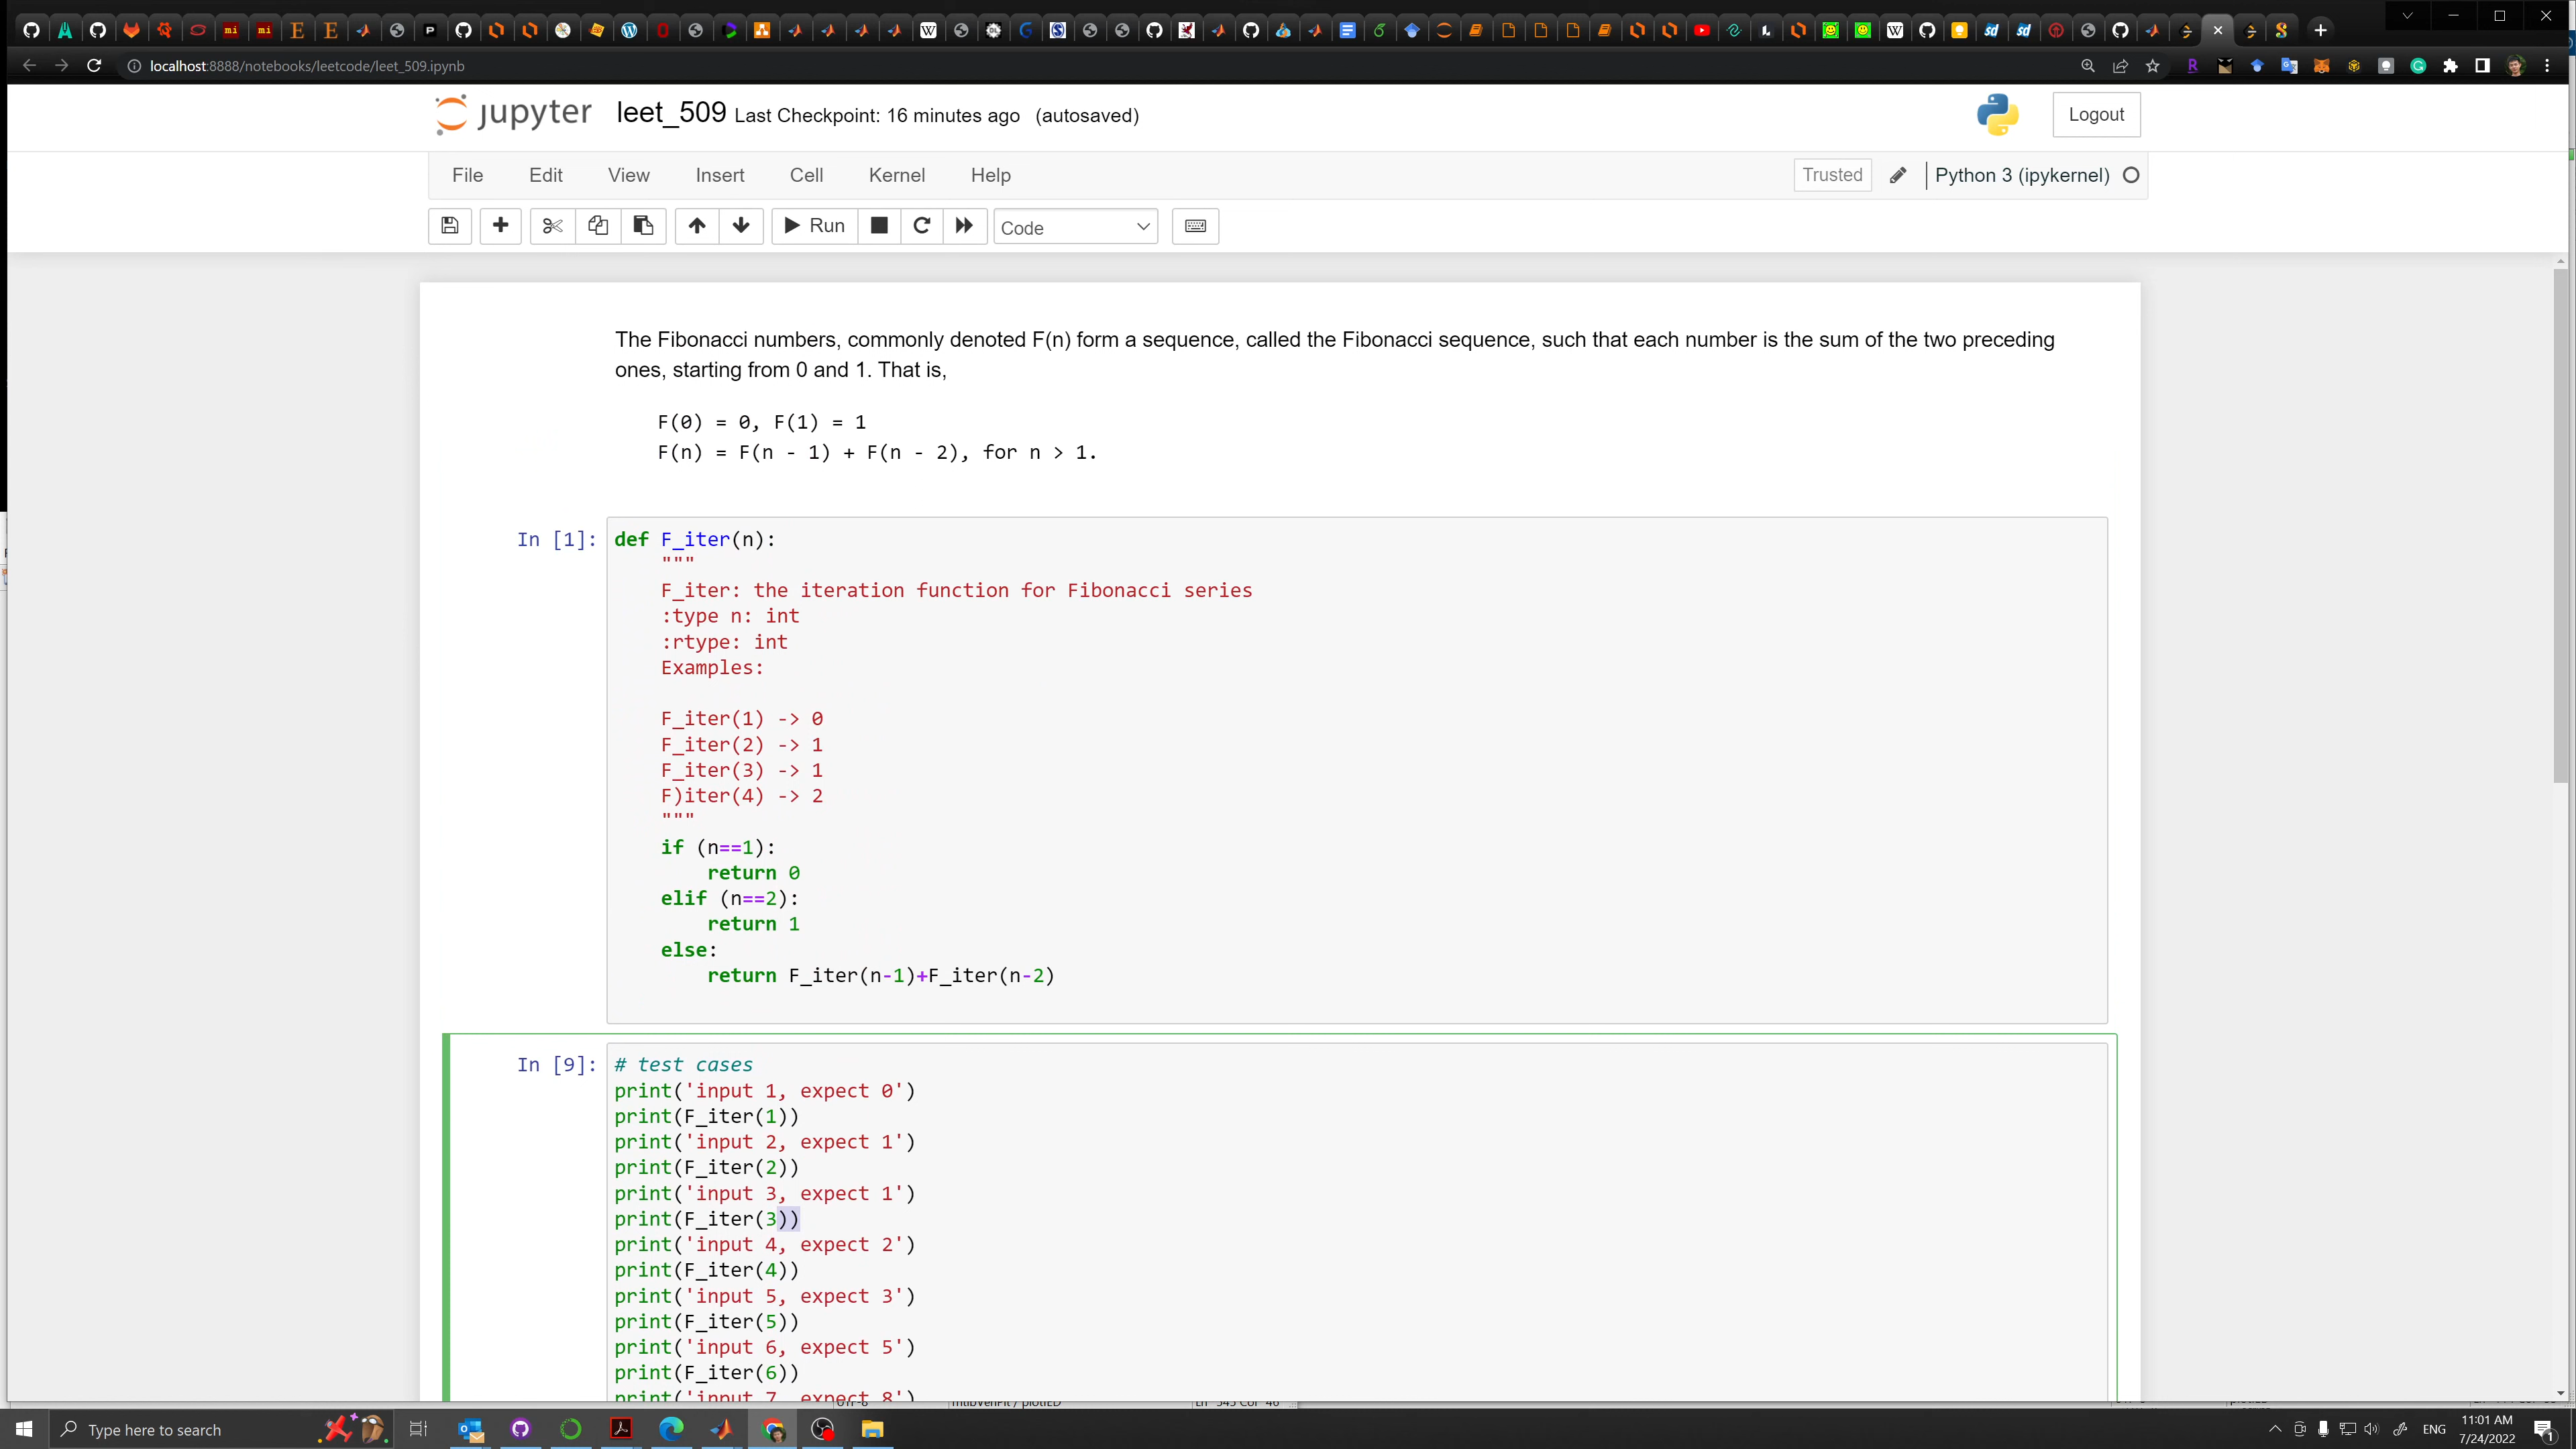 localhost:8888/notebooks/leetcode/leet_509.ipynb
jupyter leet_509 Last Checkpoint: 16 minutes ago (autosaved)
Logout
File Edit View Insert Cell Kernel Help
Trusted
Python 3 (ipykernel)
Run
Code
The Fibonacci numbers, commonly denoted F(n) form a sequence, called the Fibonacci sequence, such that each number is the sum of the two preceding
ones, starting from 0 and 1. That is,
F(0) = 0, F(1) = 1
F(n) = F(n - 1) + F(n - 2), for n > 1.
In [1]:
def F_iter(n):
"""
F_iter: the iteration function for Fibonacci series
:type n: int
:rtype: int
Examples:
F_iter(1) -> 0
F_iter(2) -> 1
F_iter(3) -> 1
F)iter(4) -> 2
"""
if (n==1):
return 0
elif (n==2):
return 1
else:
return F_iter(n-1)+F_iter(n-2)
In [9]:
# test cases
print('input 1, expect 0')
print(F_iter(1))
print('input 2, expect 1')
print(F_iter(2))
print('input 3, expect 1')
print(F_iter(3))
print('input 4, expect 2')
print(F_iter(4))
print('input 5, expect 3')
print(F_iter(5))
print('input 6, expect 5')
print(F_iter(6))
print('input 7, expect 8')
Type here to search
ENG
11:01 AM
7/24/2022